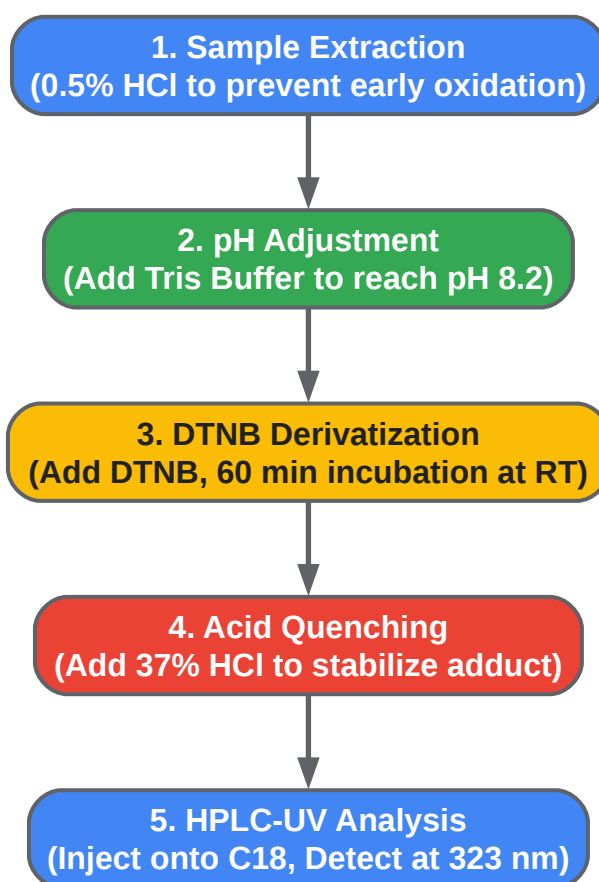 1. Sample Extraction
(0.5% HCl to prevent early oxidation)
2. pH Adjustment
(Add Tris Buffer to reach pH 8.2)
3. DTNB Derivatization
(Add DTNB, 60 min incubation at RT)
4. Acid Quenching
(Add 37% HCl to stabilize adduct)
5. HPLC-UV Analysis
(Inject onto C18, Detect at 323 nm)